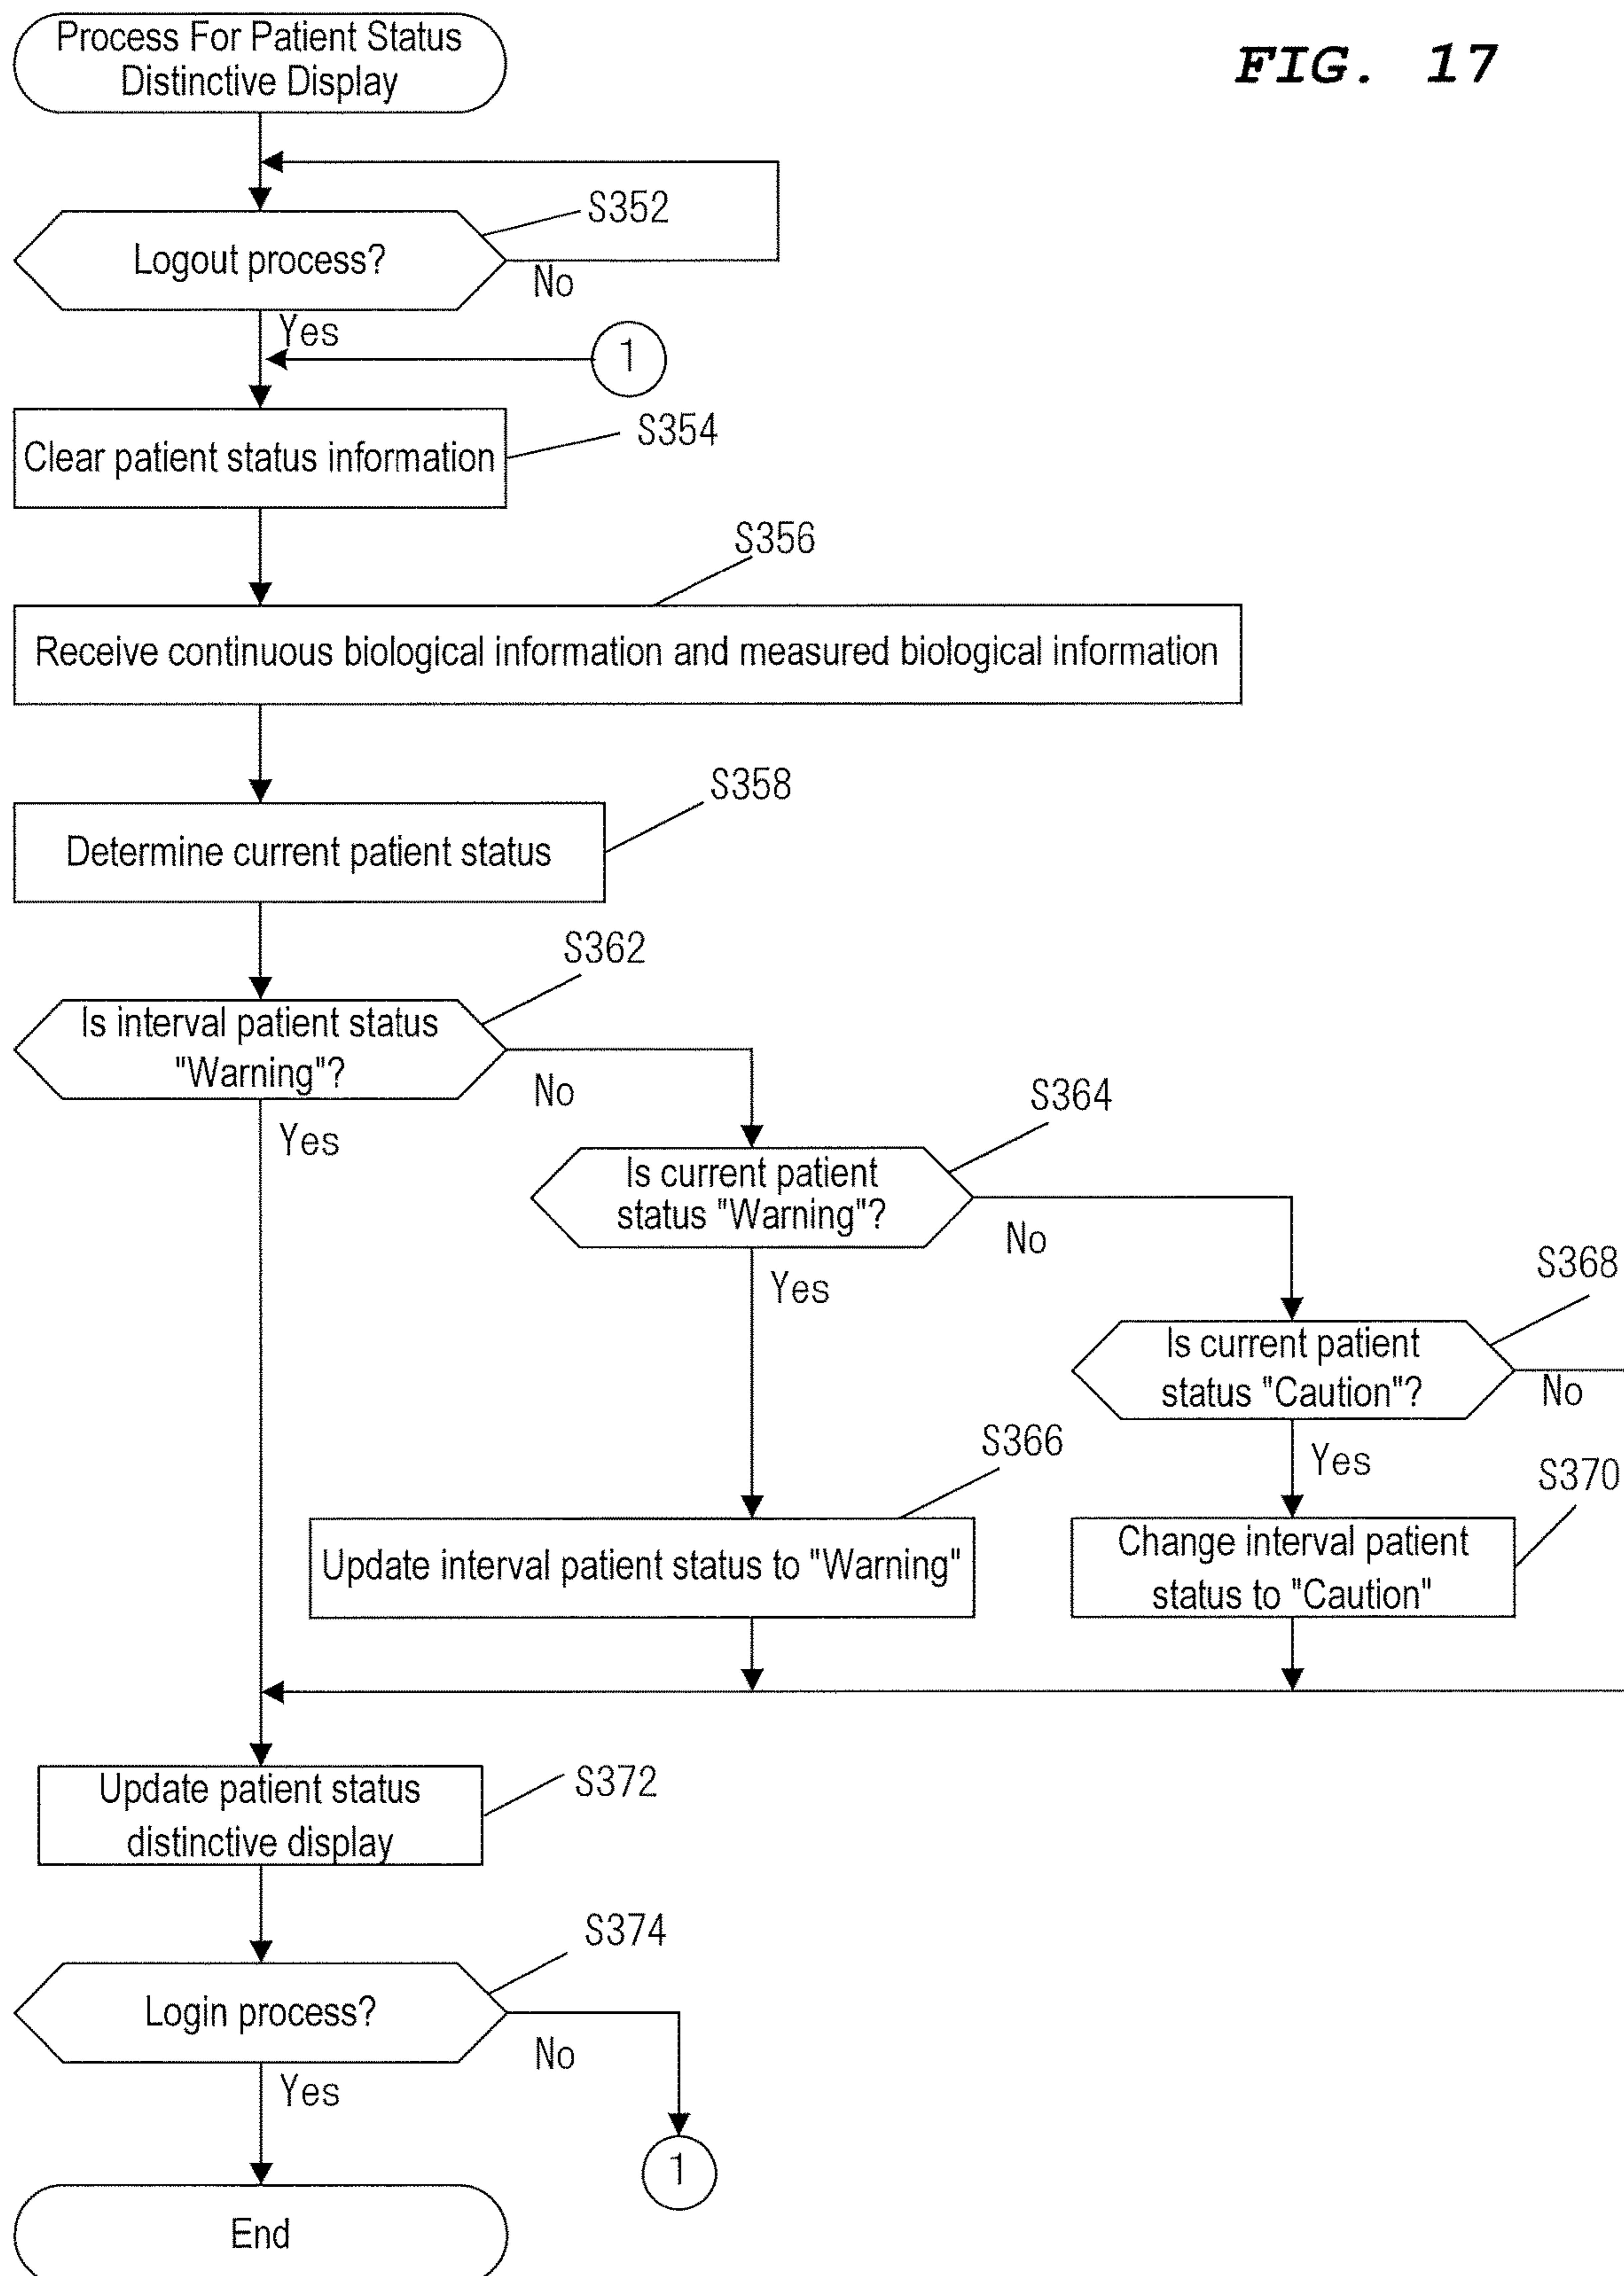 Process For Patient Status
Distinctive Display
FIG. 17
S352
Logout process?
No
Yes
1
S354
Clear patient status information
S356
Receive continuous biological information and measured biological information
S358
Determine current patient status
S362
Is interval patient status
"Warning"?
No
Yes
S364
Is current patient
status "Warning"?
No
Yes
S368
Is current patient
status "Caution"?
No
Yes
S366
Update interval patient status to "Warning"
S370
Change interval patient
status to "Caution"
S372
Update patient status
distinctive display
S374
Login process?
No
Yes
1
End